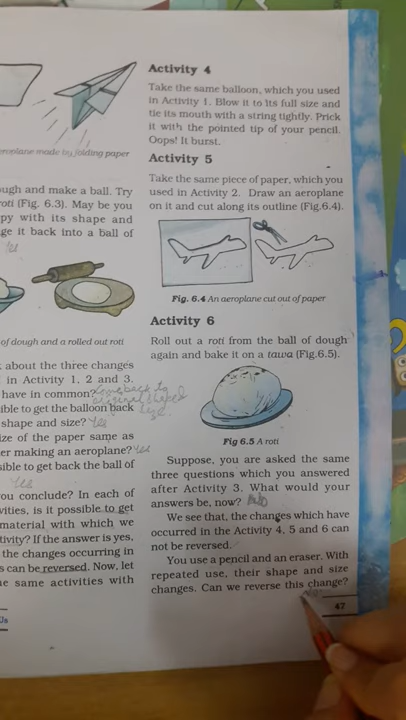 eroplane made by folding paper
ough and make a ball. Try
roti (Fig. 6.3). May be you
py with its shape and
ge it back into a ball of
of dough and a rolled out roti
about the three changes
in Activity 1, 2 and 3.
have in common?
ible to get the balloon back
shape and size? Yes
ize of the paper same as
er making an aeroplane? Yes
sible to get back the ball of
Yes
ou conclude? In each of
vities, is it possible to get
material with which we
tivity? If the answer is yes,
the changes occurring in
s can be reversed. Now, let
e same activities with
Us
Activity 4
Take the same balloon, which you used
in Activity 1. Blow it to its full size and
tie its mouth with a string tightly. Prick
it with the pointed tip of your pencil.
Oops! It burst.
Activity 5
Take the same piece of paper, which you
used in Activity 2. Draw an aeroplane
on it and cut along its outline (Fig.6.4).
Fig. 6.4 An aeroplane cut out of paper
Activity 6
Roll out a roti from the ball of dough
again and bake it on a tawa (Fig.6.5).
Fig 6.5 A roti
Suppose, you are asked the same
three questions which you answered
after Activity 3. What would your
answers be, now?
We see that, the changes which have
occurred in the Activity 4, 5 and 6 can
not be reversed.
You use a pencil and an eraser. With
repeated use, their shape and size
changes. Can we reverse this change?
47